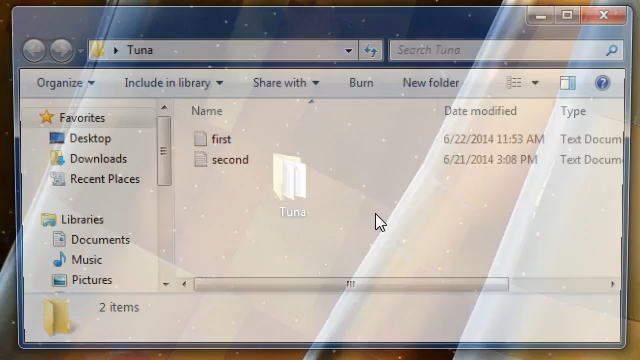 Tuna
Search Tuna
Organize Include in library Share with Burn New folder
Name Date modified Type
Favorites
Desktop
Downloads
Recent Places
Libraries
Documents
Music
Pictures
first 6/22/2014 11:53 AM Text Docum
second 6/21/2014 3:08 PM Text Docum
Tuna
2 items